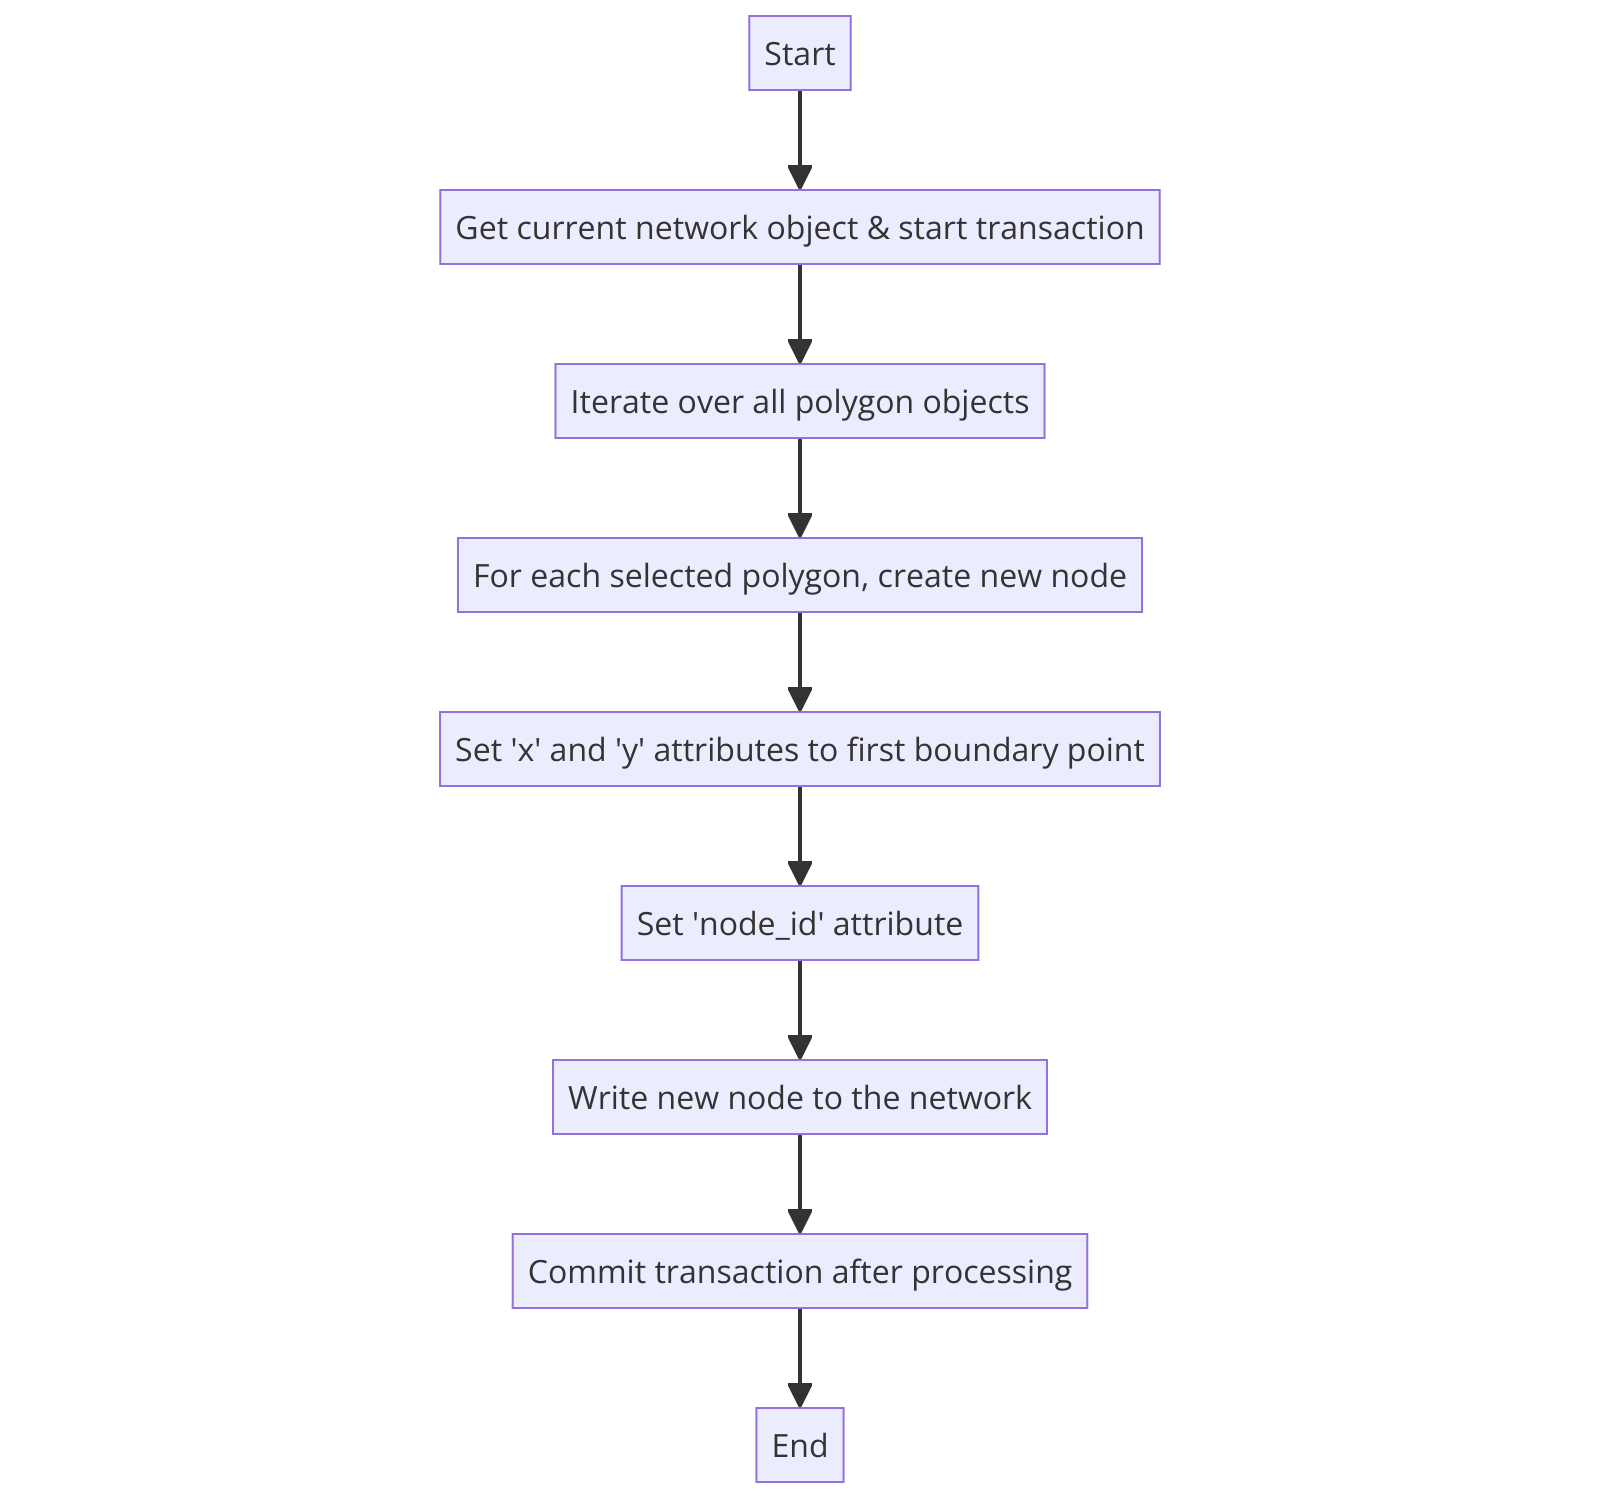 Start
Get current network object & start transaction
Iterate over all polygon objects
For each selected polygon, create new node
Set 'x' and 'y' attributes to first boundary point
Set 'node_id' attribute
Write new node to the network
Commit transaction after processing
End